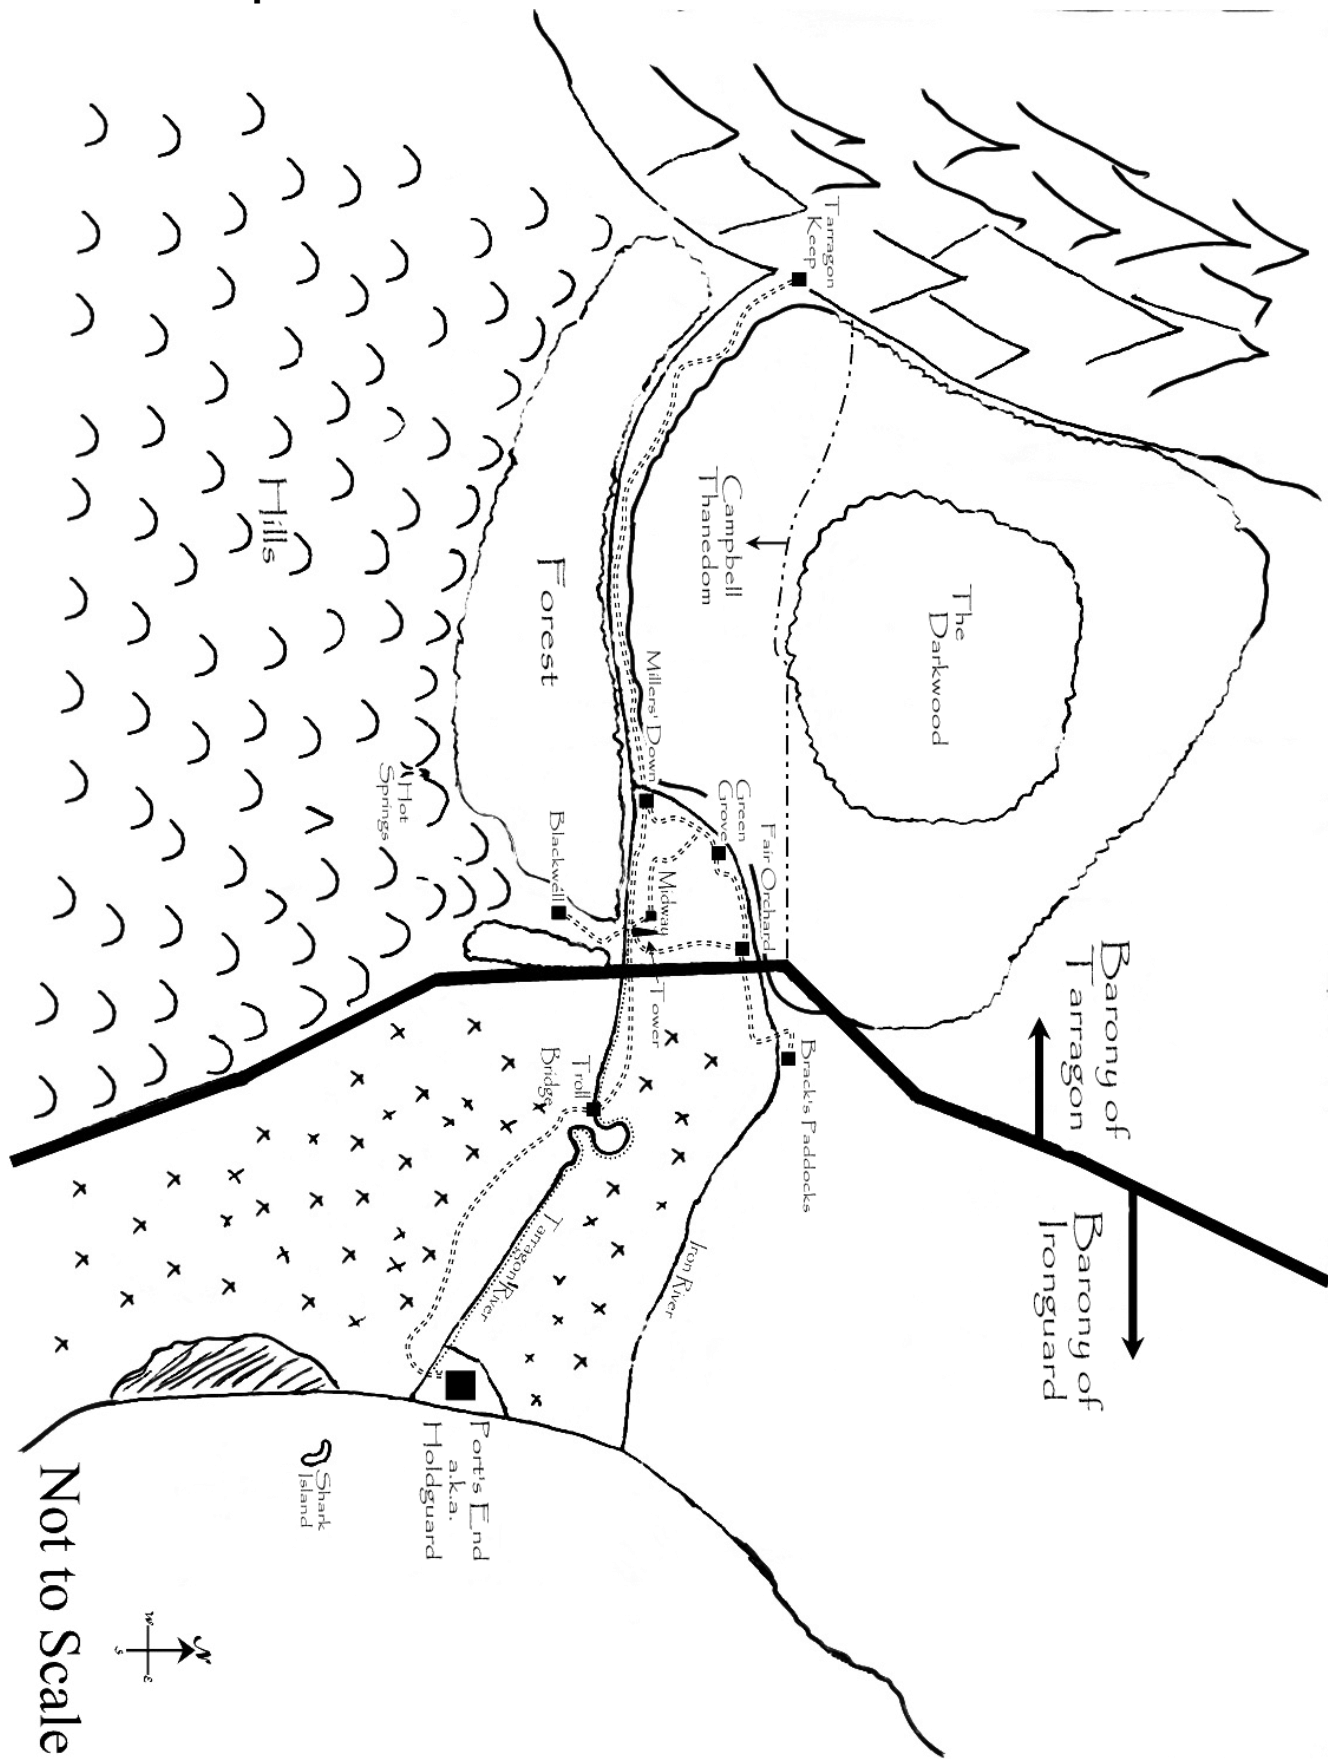 Barony of
Tarragon
Barony of
Ironguard
The
Darkwood
Tarragon
Keep
Brack's Paddocks
Fair Orchard
Green
Grove
Campbell
Thanedom
Iron River
Millers' Down
Midway
Tower
Forest
Blackwell
Troll
Bridge
Tarragon River
Port's End
a.k.a.
Holdguard
Hot
Springs
Shark
Island
Hills
N
W
E
S
Not to Scale